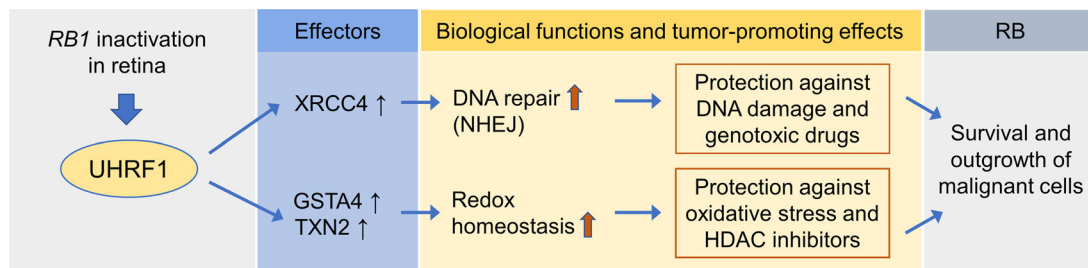 RB1 inactivation
in retina
UHRF1
Effectors
XRCC4 ↑
GSTA4 ↑
TXN2 ↑
Biological functions and tumor-promoting effects
DNA repair
(NHEJ)
Protection against
DNA damage and
genotoxic drugs
Redox
homeostasis
Protection against
oxidative stress and
HDAC inhibitors
RB
Survival and
outgrowth of
malignant cells